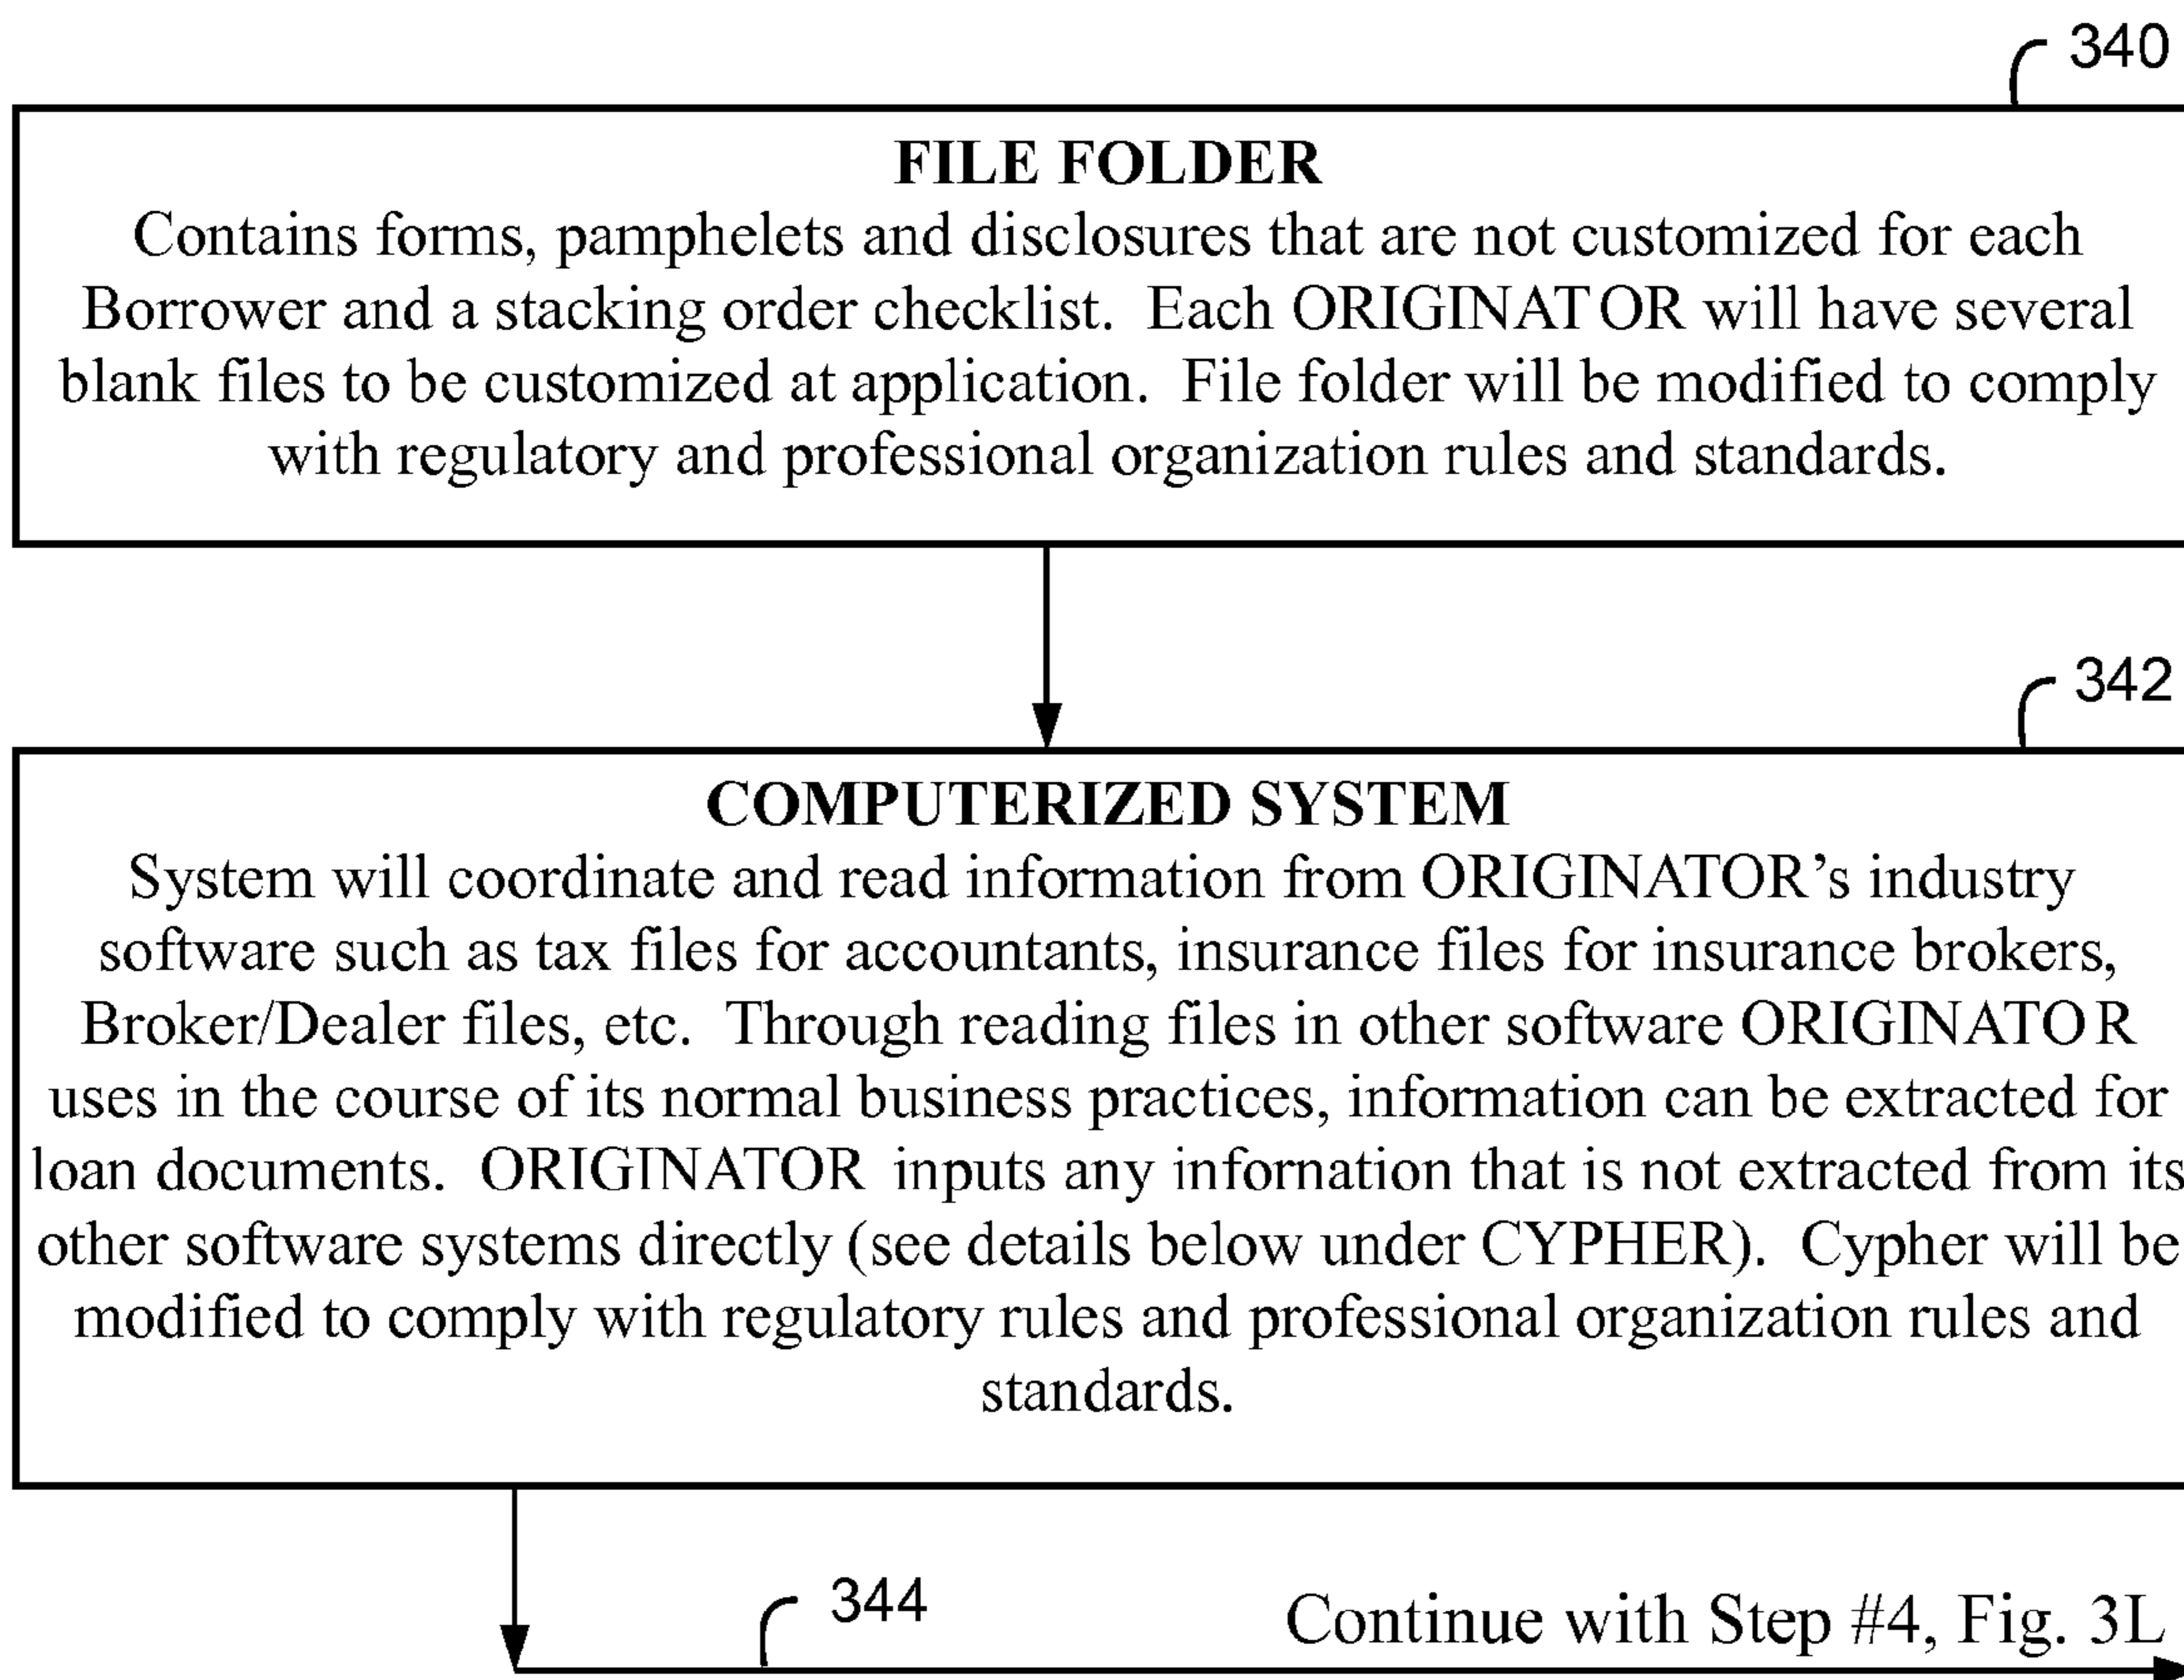 340
FILE FOLDER
Contains forms, pamphelets and disclosures that are not customized for each
Borrower and a stacking order checklist. Each ORIGINATOR will have several
blank files to be customized at application. File folder will be modified to comply
with regulatory and professional organization rules and standards.
342
COMPUTERIZED SYSTEM
System will coordinate and read information from ORIGINATOR's industry
software such as tax files for accountants, insurance files for insurance brokers,
Broker/Dealer files, etc. Through reading files in other software ORIGINATOR
uses in the course of its normal business practices, information can be extracted for
loan documents. ORIGINATOR inputs any infornation that is not extracted from its
other software systems directly (see details below under CYPHER). Cypher will be
modified to comply with regulatory rules and professional organization rules and
standards.
344
Continue with Step #4, Fig. 3L